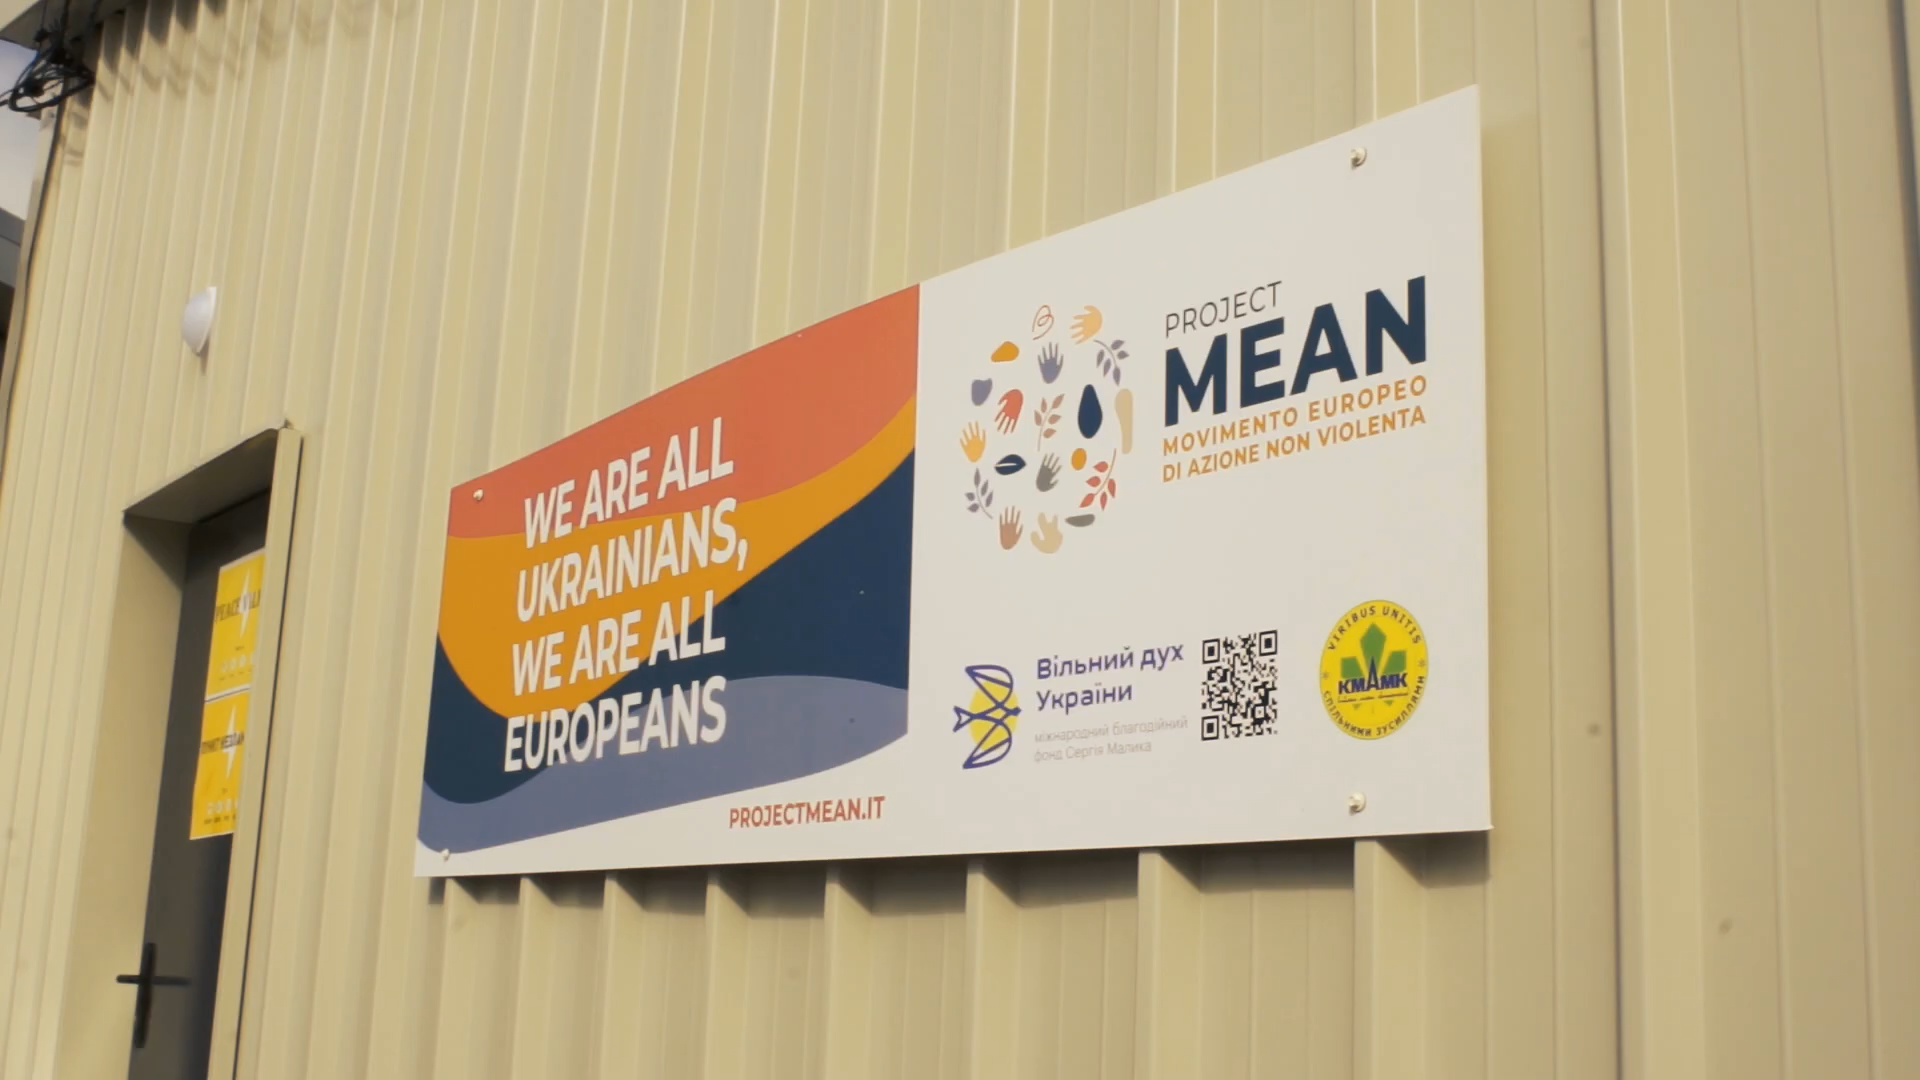 WE ARE ALL
UKRAINIANS,
WE ARE ALL
EUROPEANS
PROJECTMEAN.IT
PROJECT
MEAN
MOVIMENTO EUROPEO
DI AZIONE NON VIOLENTA
Вільний дух
України
міжнародний благодійний
фонд Сергія Малика
VIRIBUS UNITIS
КМАМК
СПІЛЬНИМИ ЗУСИЛЛЯМИ